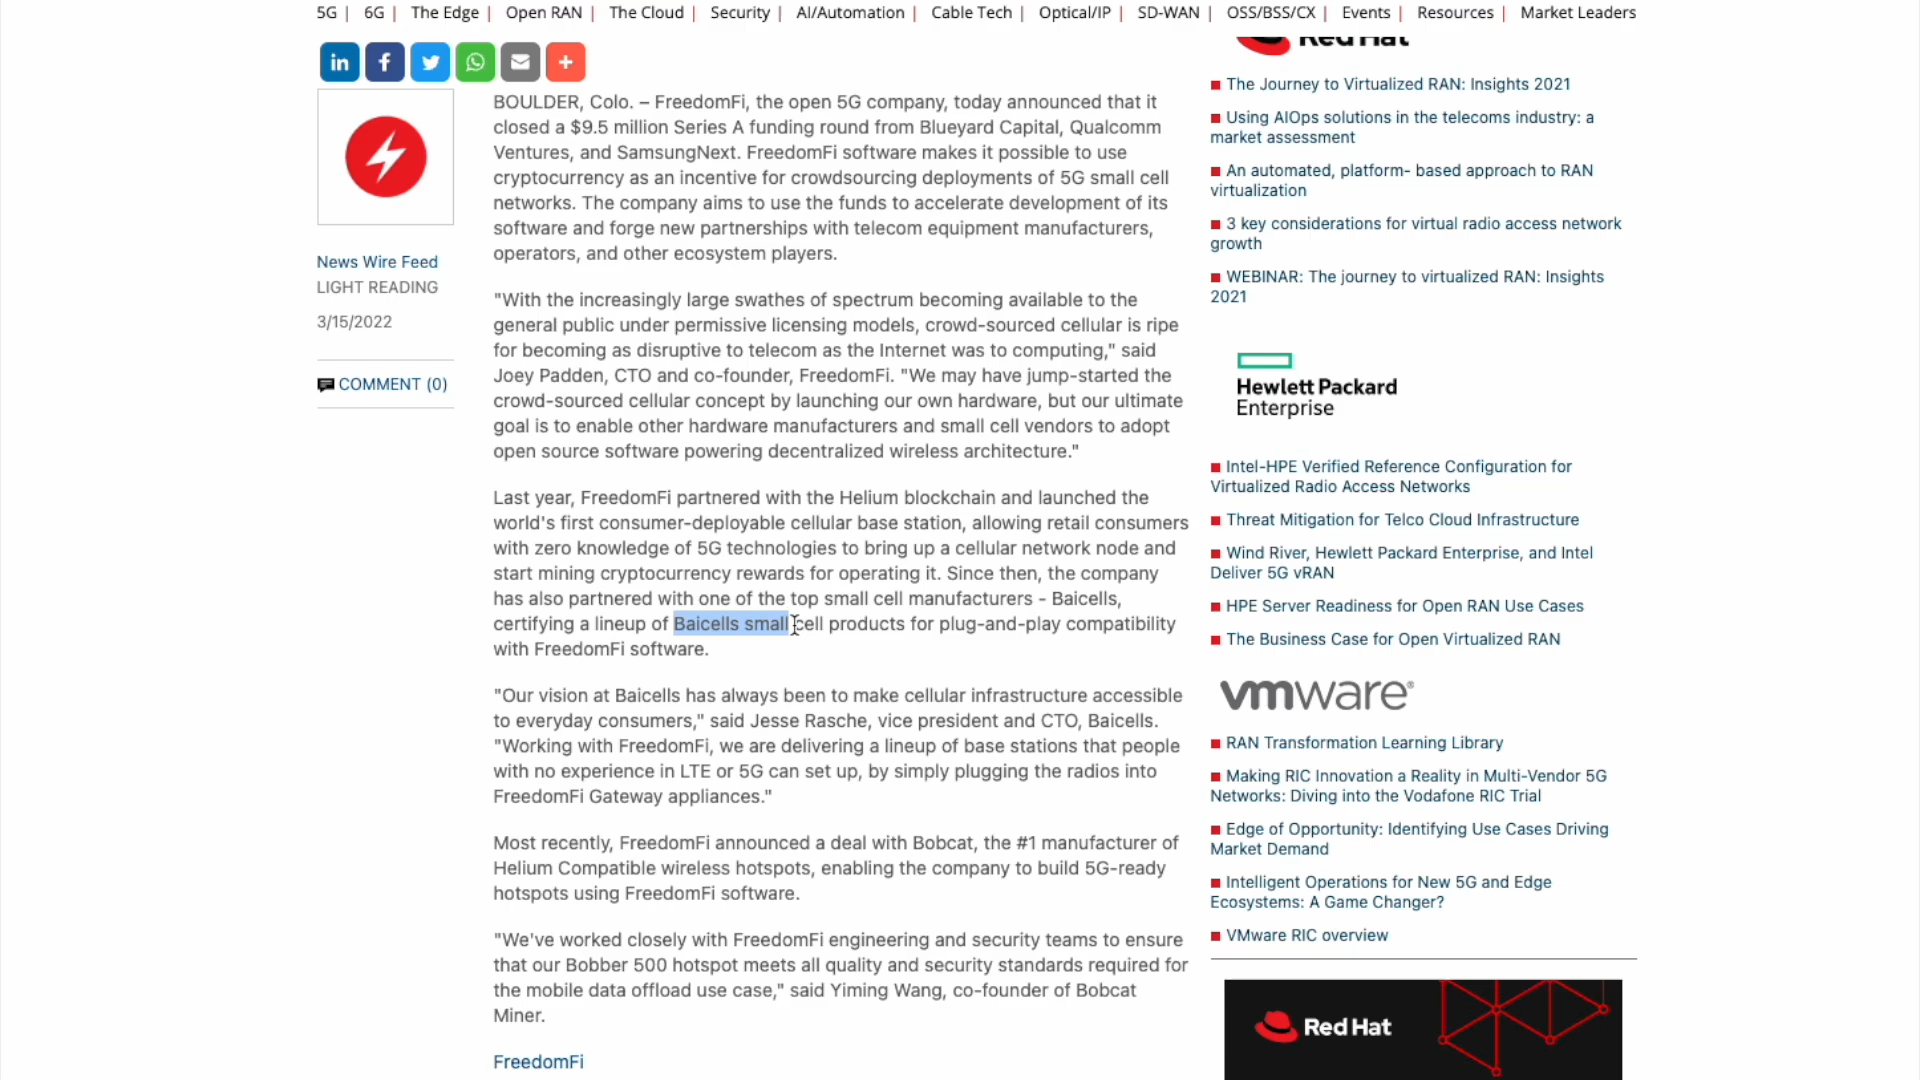 5G | 6G | The Edge | Open RAN | The Cloud | Security | AI/Automation | Cable Tech | Optical/IP | SD-WAN | OSS/BSS/CX | Events | Resources | Market Leaders
in f
BOULDER, Colo. – FreedomFi, the open 5G company, today announced that it
closed a $9.5 million Series A funding round from Blueyard Capital, Qualcomm
Ventures, and SamsungNext. FreedomFi software makes it possible to use
cryptocurrency as an incentive for crowdsourcing deployments of 5G small cell
networks. The company aims to use the funds to accelerate development of its
software and forge new partnerships with telecom equipment manufacturers,
operators, and other ecosystem players.
News Wire Feed
LIGHT READING
3/15/2022
COMMENT (0)
"With the increasingly large swathes of spectrum becoming available to the
general public under permissive licensing models, crowd-sourced cellular is ripe
for becoming as disruptive to telecom as the Internet was to computing," said
Joey Padden, CTO and co-founder, FreedomFi. "We may have jump-started the
crowd-sourced cellular concept by launching our own hardware, but our ultimate
goal is to enable other hardware manufacturers and small cell vendors to adopt
open source software powering decentralized wireless architecture."
Last year, FreedomFi partnered with the Helium blockchain and launched the
world's first consumer-deployable cellular base station, allowing retail consumers
with zero knowledge of 5G technologies to bring up a cellular network node and
start mining cryptocurrency rewards for operating it. Since then, the company
has also partnered with one of the top small cell manufacturers - Baicells,
certifying a lineup of Baicells small cell products for plug-and-play compatibility
with FreedomFi software.
"Our vision at Baicells has always been to make cellular infrastructure accessible
to everyday consumers," said Jesse Rasche, vice president and CTO, Baicells.
"Working with FreedomFi, we are delivering a lineup of base stations that people
with no experience in LTE or 5G can set up, by simply plugging the radios into
FreedomFi Gateway appliances."
Most recently, FreedomFi announced a deal with Bobcat, the #1 manufacturer of
Helium Compatible wireless hotspots, enabling the company to build 5G-ready
hotspots using FreedomFi software.
"We've worked closely with FreedomFi engineering and security teams to ensure
that our Bobber 500 hotspot meets all quality and security standards required for
the mobile data offload use case," said Yiming Wang, co-founder of Bobcat
Miner.
FreedomFi
Red Hat
The Journey to Virtualized RAN: Insights 2021
Using AIOps solutions in the telecoms industry: a
market assessment
An automated, platform- based approach to RAN
virtualization
3 key considerations for virtual radio access network
growth
WEBINAR: The journey to virtualized RAN: Insights
2021
Hewlett Packard
Enterprise
Intel-HPE Verified Reference Configuration for
Virtualized Radio Access Networks
Threat Mitigation for Telco Cloud Infrastructure
Wind River, Hewlett Packard Enterprise, and Intel
Deliver 5G vRAN
HPE Server Readiness for Open RAN Use Cases
The Business Case for Open Virtualized RAN
vmware®
RAN Transformation Learning Library
Making RIC Innovation a Reality in Multi-Vendor 5G
Networks: Diving into the Vodafone RIC Trial
Edge of Opportunity: Identifying Use Cases Driving
Market Demand
Intelligent Operations for New 5G and Edge
Ecosystems: A Game Changer?
VMware RIC overview
Red Hat